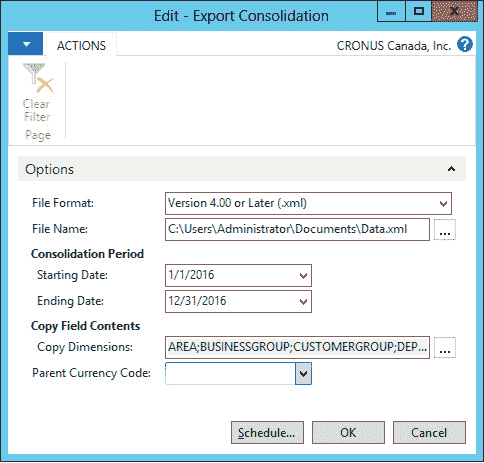 Edit - Export Consolidation
ACTIONS
CRONUS Canada, Inc.
Clear
Filter
Page
Options
File Format: Version 4.00 or Later (.xml)
File Name: C:\Users\Administrator\Documents\Data.xml ...
Consolidation Period
Starting Date: 1/1/2016
Ending Date: 12/31/2016
Copy Field Contents
Copy Dimensions: AREA;BUSINESSGROUP;CUSTOMERGROUP;DEP... ...
Parent Currency Code:
Schedule... OK Cancel